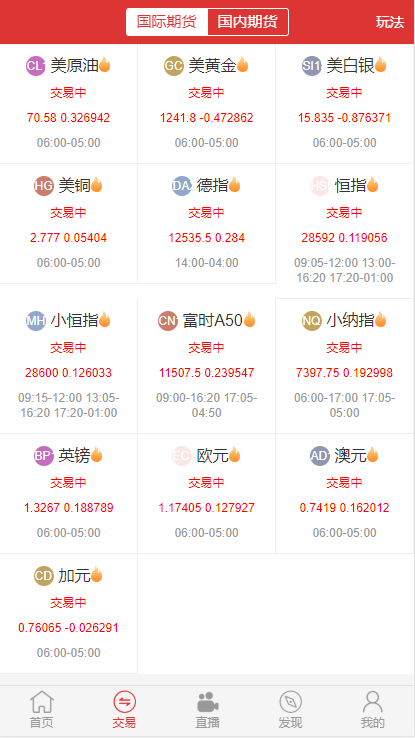 国际期货 国内期货 玩法
CL 美原油 GC 美黄金 SI1 美白银
交易中 交易中 交易中
70.58 0.326942 1241.8 -0.472862 15.835 -0.876371
06:00-05:00 06:00-05:00 06:00-05:00
HG 美铜 DAX 德指 HSI 恒指
交易中 交易中 交易中
2.777 0.05404 12535.5 0.284 28592 0.119056
06:00-05:00 14:00-04:00 09:05-12:00 13:00-
16:20 17:20-01:00
MH 小恒指 CN 富时A50 NQ 小纳指
交易中 交易中 交易中
28600 0.126033 11507.5 0.239547 7397.75 0.192998
09:15-12:00 13:05- 09:00-16:20 17:05- 06:00-17:00 17:05-
16:20 17:20-01:00 04:50 05:00
BP 英镑 EC 欧元 AD 澳元
交易中 交易中 交易中
1.3267 0.188789 1.17405 0.127927 0.7419 0.162012
06:00-05:00 06:00-05:00 06:00-05:00
CD 加元
交易中
0.76065 -0.026291
06:00-05:00
首页 交易 直播 发现 我的